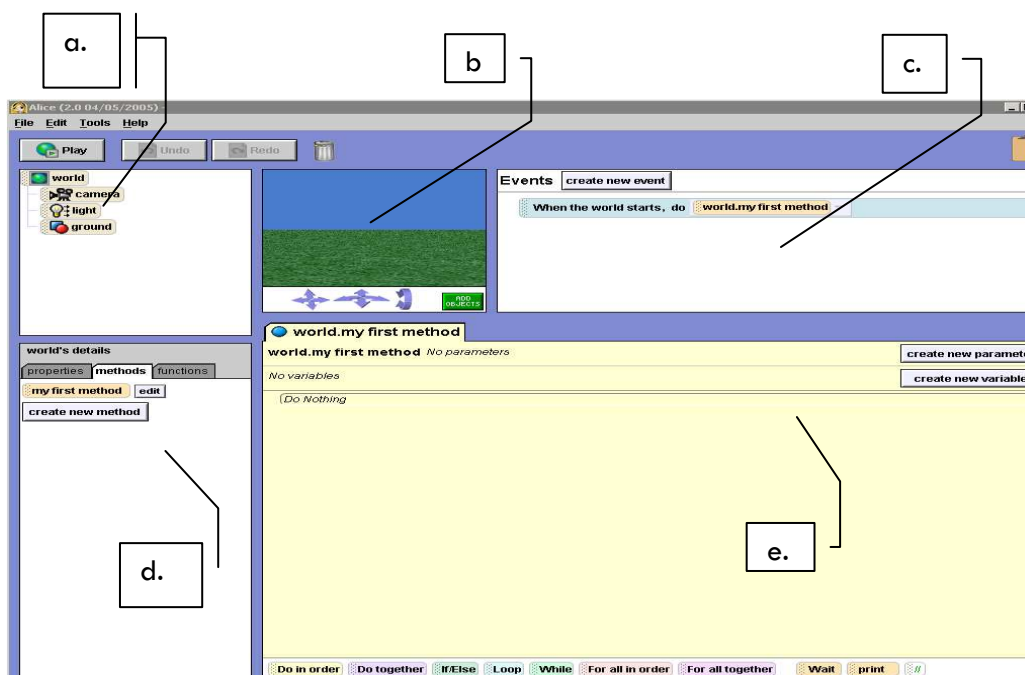 a.
b
c.
Alice (2.0 04/05/2005) -
File Edit Tools Help
Play Undo Redo
world
camera
light
ground
ADD OBJECTS
Events create new event
When the world starts, do world.my first method
world's details
properties methods functions
my first method edit
create new method
world.my first method
world.my first method No parameters create new paramet
No variables create new variable
(Do Nothing
d.
e.
Do in order Do together If/Else Loop While For all in order For all together Wait print //